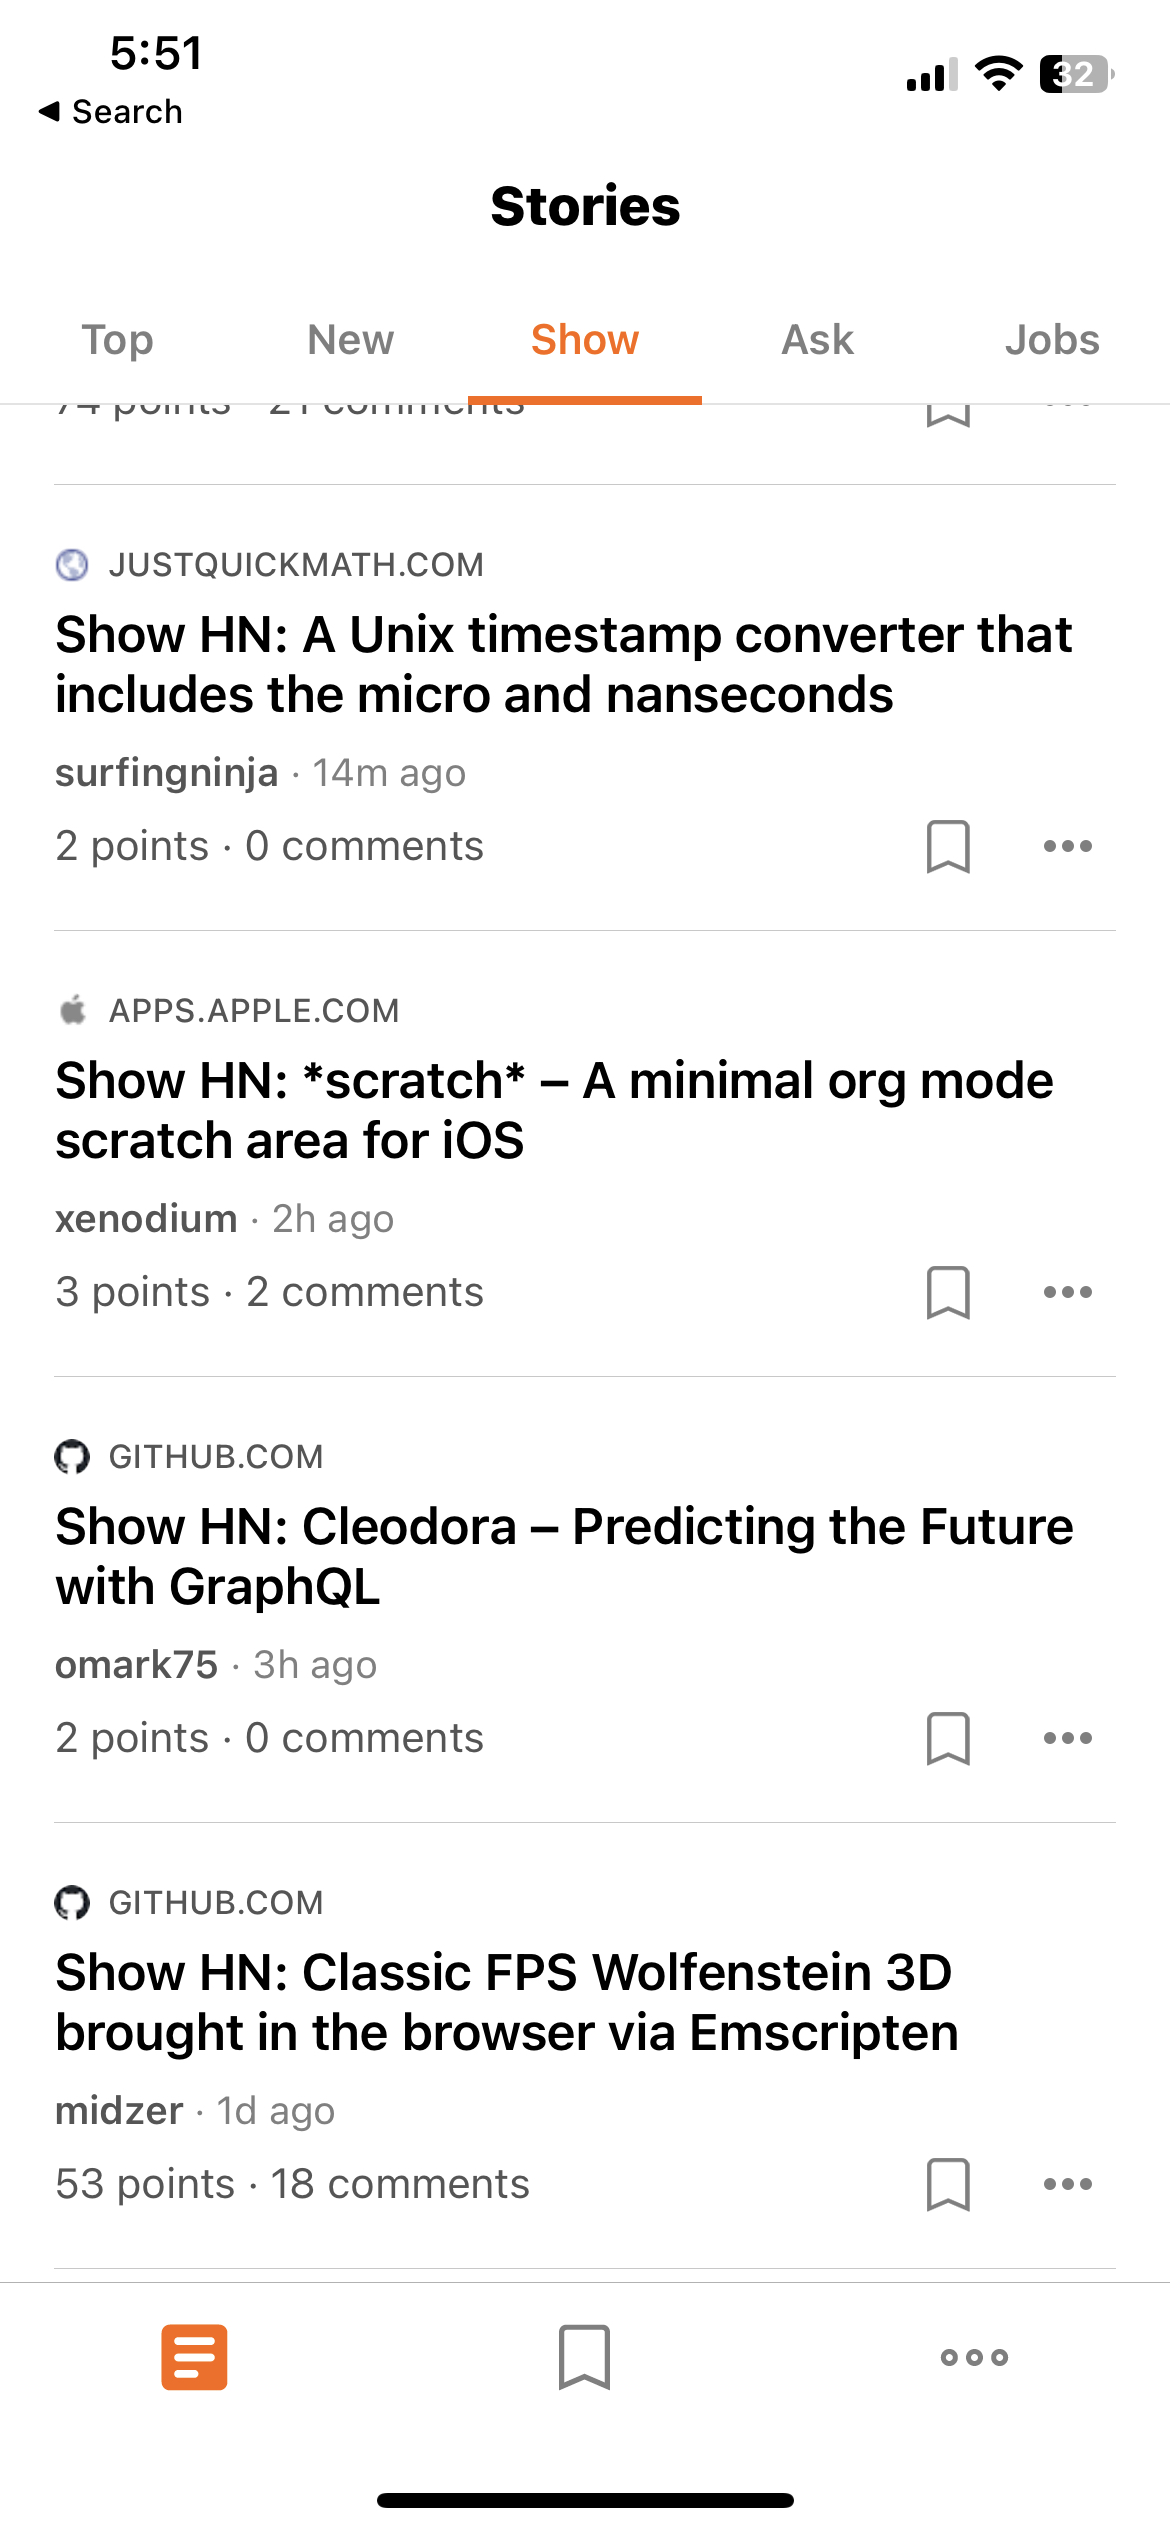 5:51
32
◀ Search
Stories
Top New Show Ask Jobs
74 points 21 comments
JUSTQUICKMATH.COM
Show HN: A Unix timestamp converter that
includes the micro and nanseconds
surfingninja · 14m ago
2 points · 0 comments
APPS.APPLE.COM
Show HN: *scratch* – A minimal org mode
scratch area for iOS
xenodium · 2h ago
3 points · 2 comments
GITHUB.COM
Show HN: Cleodora – Predicting the Future
with GraphQL
omark75 · 3h ago
2 points · 0 comments
GITHUB.COM
Show HN: Classic FPS Wolfenstein 3D
brought in the browser via Emscripten
midzer · 1d ago
53 points · 18 comments